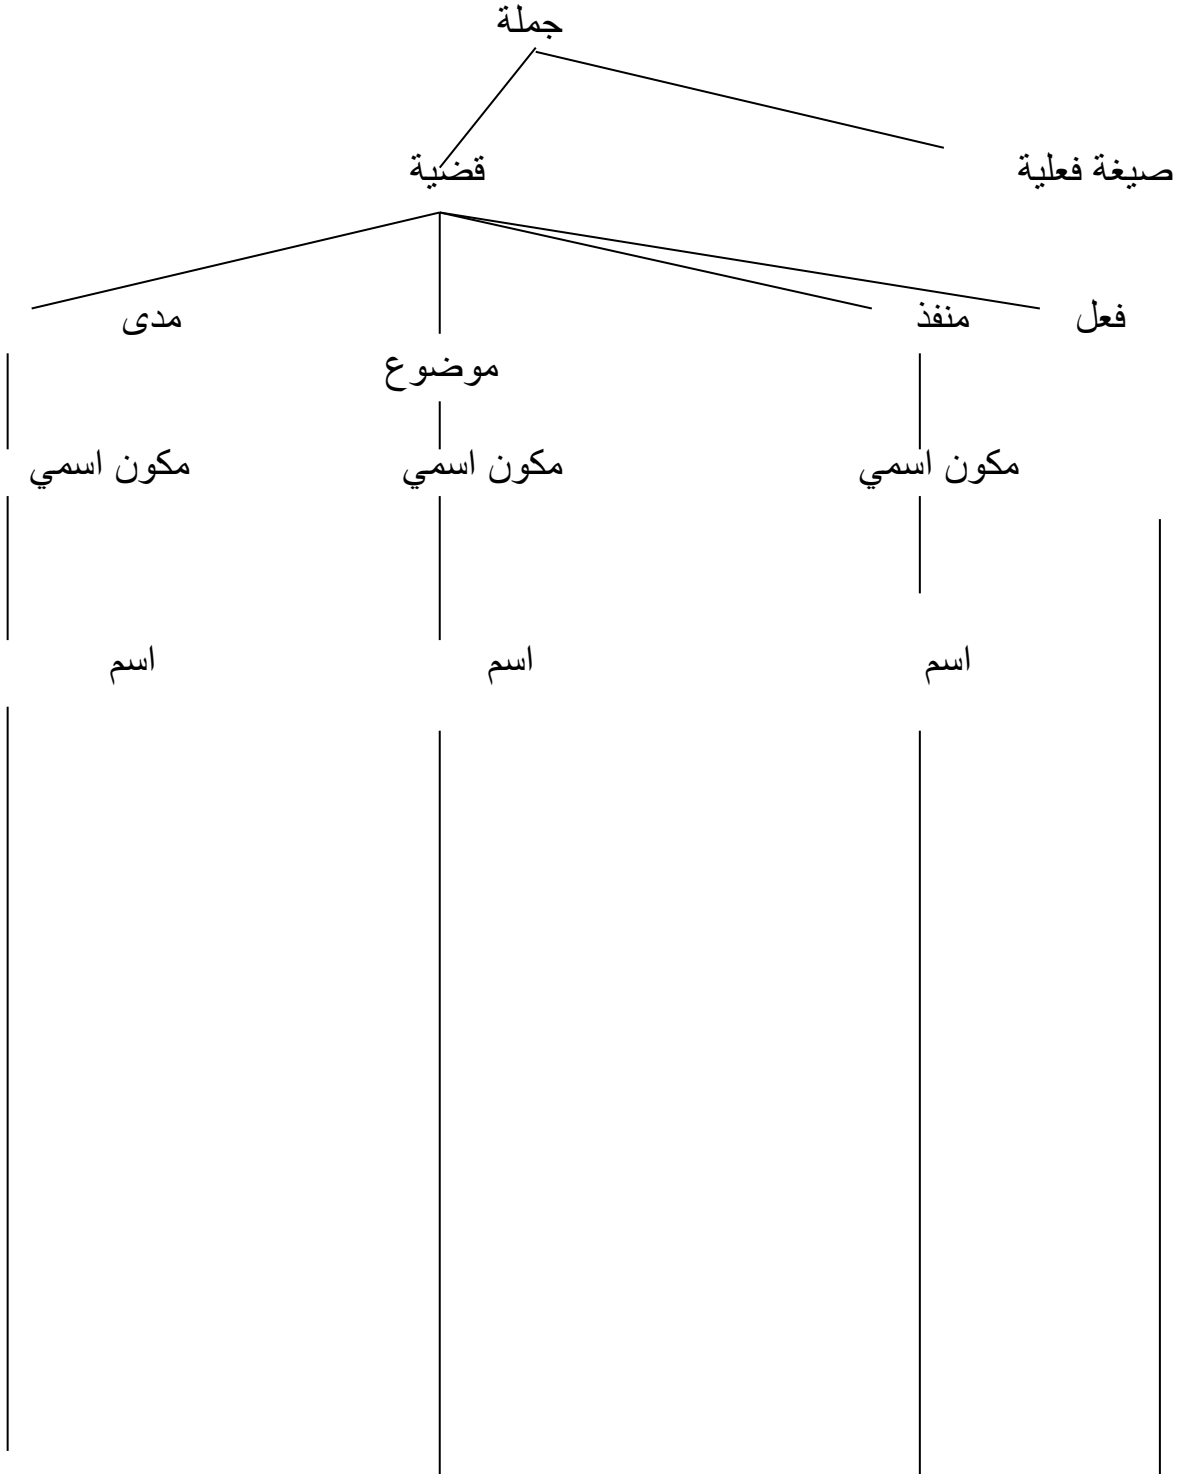 جملة
صيغة فعلية قضية
فعل منفذ مدى
موضوع
مكون اسمي مكون اسمي مكون اسمي
اسم اسم اسم